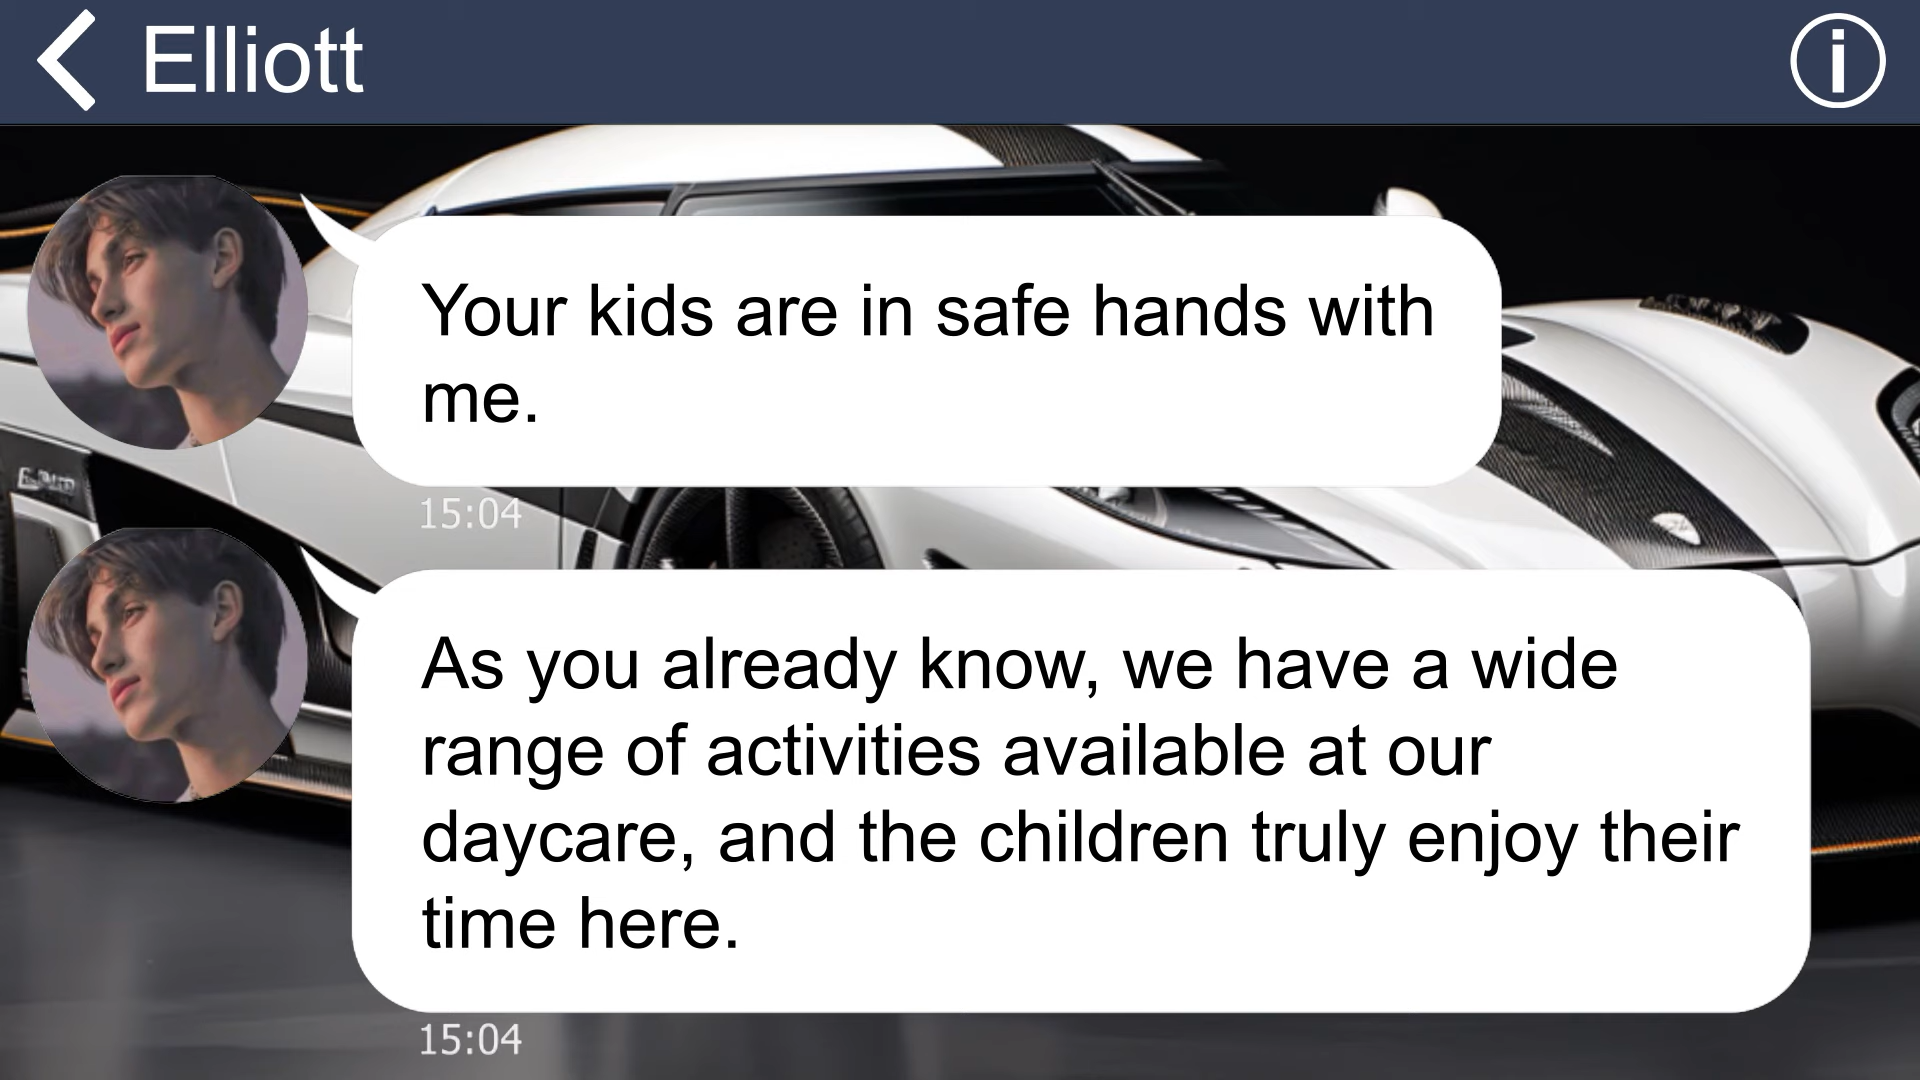 Elliott
Your kids are in safe hands with
me.
15:04
As you already know, we have a wide
range of activities available at our
daycare, and the children truly enjoy their
time here.
15:04